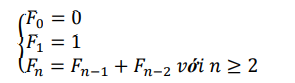 F₀ = 0
F₁ = 1
Fₙ = Fₙ₋₁ + Fₙ₋₂ với n ≥ 2